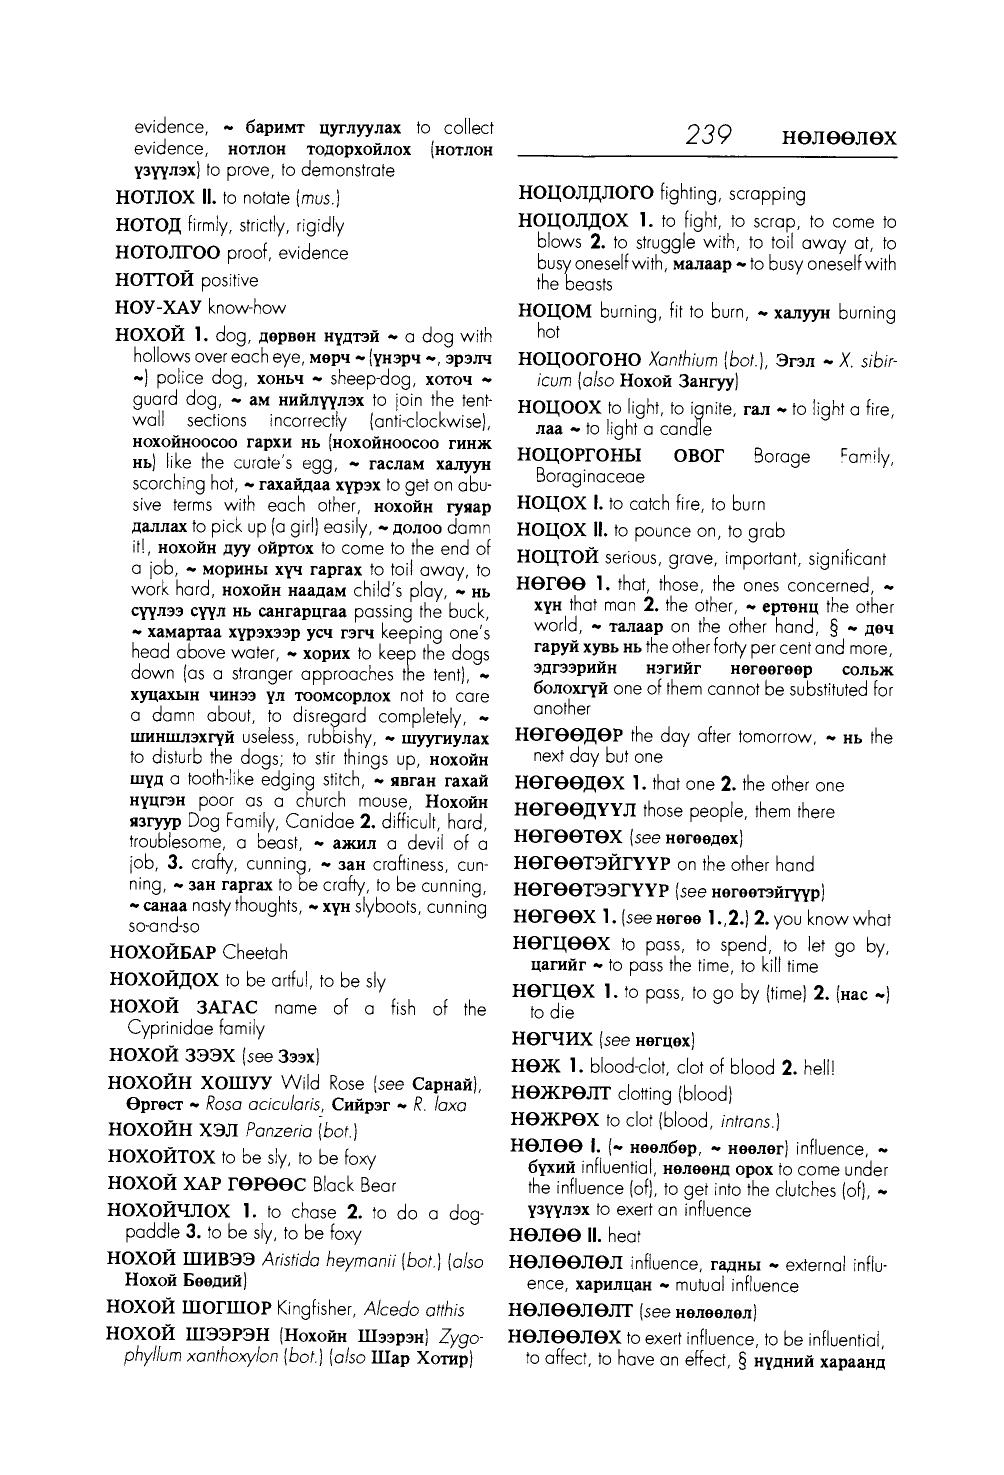 evidence, ~ баримт цуглуулах to collect
evidence, нотлон тодорхойлох (нотлон
үзүүлэх) to prove, to demonstrate
НОТЛОХ II. to notate (mus.)
НОТОД firmly, strictly, rigidly
НОТОЛГОО proof, evidence
НОТТОЙ positive
НОУ-ХАУ know-how
НОХОЙ 1. dog, дөрвөн нүдтэй ~ a dog with
hollows over each eye, мөрч ~ (үнэрч ~, эрэлч
~) police dog, хоньч ~ sheep-dog, хоточ ~
guard dog, ~ ам нийлүүлэх to join the tent-
wall sections incorrectly (anti-clockwise),
нохойноосоо гархи нь (нохойноосоо гинж
нь) like the curate's egg, ~ гаслам халуун
scorching hot, ~ гахайдаа хүрэх to get on abu-
sive terms with each other, нохойн гуяар
даллах to pick up (a girl) easily, ~ долоо damn
it!, нохойн дуу ойртох to come to the end of
a job, ~ морины хүч гаргах to toil away, to
work hard, нохойн наадам child's play, ~ нь
сүүлээ сүүл нь сангарцгаа passing the buck,
~ хамартаа хүрэхээр усч гэгч keeping one's
head above water, ~ хорих to keep the dogs
down (as a stranger approaches the tent), ~
хуцахын чинээ үл тоомсорлох not to care
a damn about, to disregard completely, ~
шиншлэхгүй useless, rubbishy, ~ шуугиулах
to disturb the dogs; to stir things up, нохойн
шүд a tooth-like edging stitch, ~ явган гахай
нүцгэн poor as a church mouse, Нохойн
язгуур Dog Family, Canidae 2. difficult, hard,
troublesome, a beast, ~ ажил a devil of a
job, 3. crafty, cunning, ~ зан craftiness, cun-
ning, ~ зан гаргах to be crafty, to be cunning,
~ санаа nasty thoughts, ~ хүн slyboots, cunning
so-and-so
НОХОЙБАР Cheetah
НОХОЙДОХ to be artful, to be sly
НОХОЙ ЗАГАС name of a fish of the
Cyprinidae family
НОХОЙ ЗЭЭХ (see Зээх)
НОХОЙН ХОШУУ Wild Rose (see Сарнай),
Өргөст ~ Rosa acicularis, Сийрэг ~ R. laxa
НОХОЙН ХЭЛ Panzeria (bot.)
НОХОЙТОХ to be sly, to be foxy
НОХОЙ ХАР ГӨРӨӨС Black Bear
НОХОЙЧЛОХ 1. to chase 2. to do a dog-
paddle 3. to be sly, to be foxy
НОХОЙ ШИВЭЭ Aristida heymanii (bot.) (also
Нохой Бөөдий)
НОХОЙ ШОГШОР Kingfisher, Alcedo atthis
НОХОЙ ШЭЭРЭН (Нохойн Шээрэн) Zygo-
phyllum xanthoxylon (bot.) (also Шар Хотир)
239 НӨЛӨӨЛӨХ
НОЦОЛДЛОГО fighting, scrapping
НОЦОЛДОХ 1. to fight, to scrap, to come to
blows 2. to struggle with, to toil away at, to
busy oneself with, малаар ~ to busy oneself with
the beasts
НОЦОМ burning, fit to burn, ~ халуун burning
hot
НОЦООГОНО Xanthium (bot.), Эгэл ~ X. sibir-
icum (also Нохой Зангуу)
НОЦООХ to light, to ignite, гал ~ to light a fire,
лаа ~ to light a candle
НОЦОРГОНЫ ОВОГ Borage Family,
Boraginaceae
НОЦОХ I. to catch fire, to burn
НОЦОХ II. to pounce on, to grab
НОЦТОЙ serious, grave, important, significant
НӨГӨӨ 1. that, those, the ones concerned, ~
хүн that man 2. the other, ~ ертөнц the other
world, ~ талаар on the other hand, § ~ дөч
гаруй хувь нь the other forty per cent and more,
эдгээрийн нэгийг нөгөөгөөр сольж
болохгүй one of them cannot be substituted for
another
НӨГӨӨДӨР the day after tomorrow, ~ нь the
next day but one
НӨГӨӨДӨХ 1. that one 2. the other one
НӨГӨӨДҮҮЛ those people, them there
НӨГӨӨТӨХ (see нөгөөдөх)
НӨГӨӨТЭЙГҮҮР on the other hand
НӨГӨӨТЭЭГҮҮР (see нөгөөтэйгүүр)
НӨГӨӨХ 1. (see нөгөө 1.,2.) 2. you know what
НӨГЦӨӨХ to pass, to spend, to let go by,
цагийг ~ to pass the time, to kill time
НӨГЦӨХ 1. to pass, to go by (time) 2. (нас ~)
to die
НӨГЧИХ (see нөгцөх)
НӨЖ 1. blood-clot, clot of blood 2. hell!
НӨЖРӨЛТ clotting (blood)
НӨЖРӨХ to clot (blood, intrans.)
НӨЛӨӨ I. (~ нөөлбөр, ~ нөөлөг) influence, ~
бүхий influential, нөлөөнд орох to come under
the influence (of), to get into the clutches (of), ~
үзүүлэх to exert an influence
НӨЛӨӨ II. heat
НӨЛӨӨЛӨЛ influence, гадны ~ external influ-
ence, харилцан ~ mutual influence
НӨЛӨӨЛӨЛТ (see нөлөөлөл)
НӨЛӨӨЛӨХ to exert influence, to be influential,
to affect, to have an effect, § нүдний хараанд